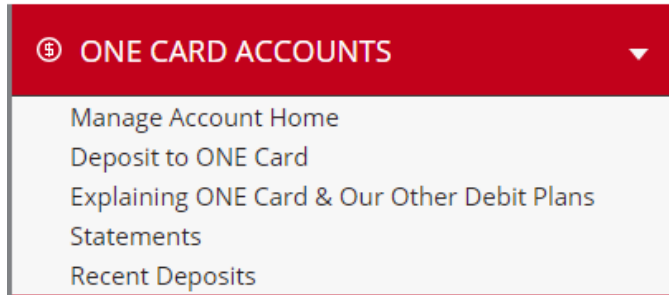 ONE CARD ACCOUNTS
Manage Account Home
Deposit to ONE Card
Explaining ONE Card & Our Other Debit Plans
Statements
Recent Deposits